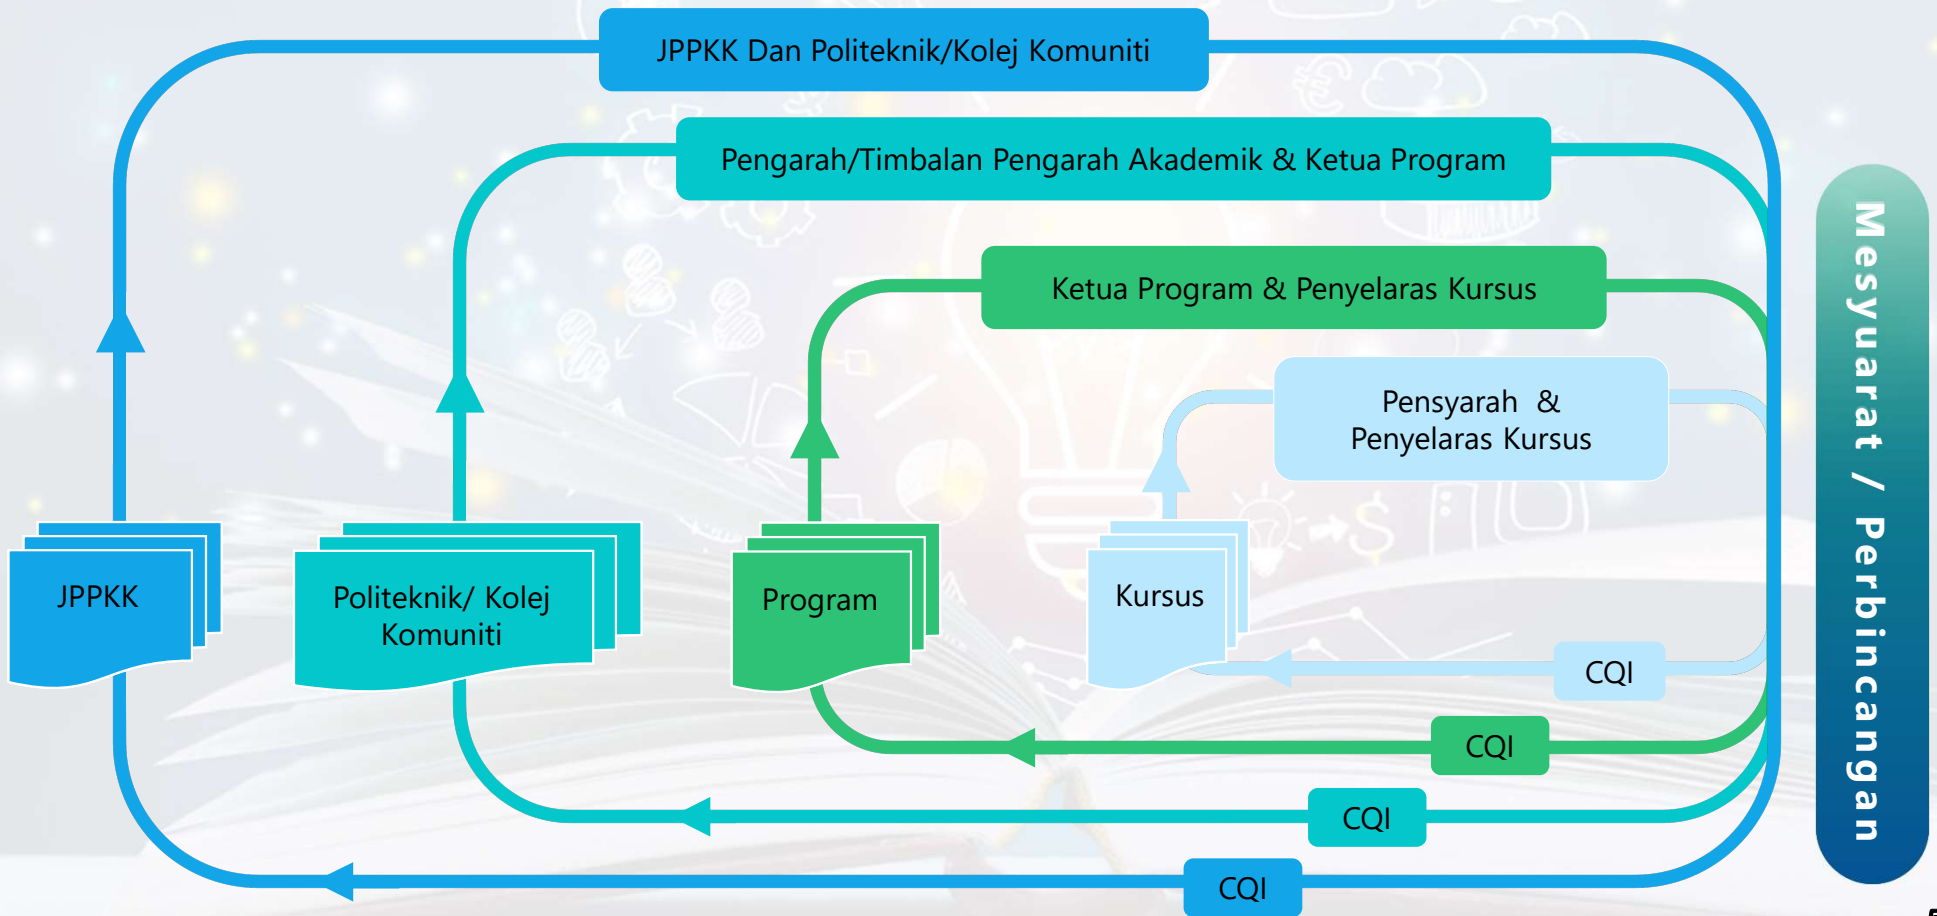 JPPKK Dan Politeknik/Kolej Komuniti
Pengarah/Timbalan Pengarah Akademik & Ketua Program
Ketua Program & Penyelaras Kursus
Pensyarah &
Penyelaras Kursus
JPPKK
Politeknik/ Kolej
Komuniti
Program
Kursus
CQI
CQI
CQI
CQI
Mesyuarat / Perbincangan